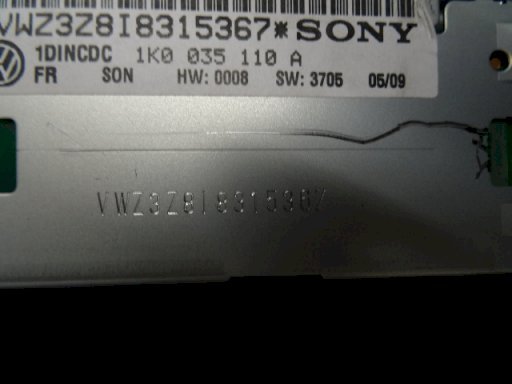 VWZ3Z8I8315367* SONY
1DINCDC 1K0 035 110 A
FR SON HW: 0008 SW: 3705 05/09
VWZ3Z8I8315367